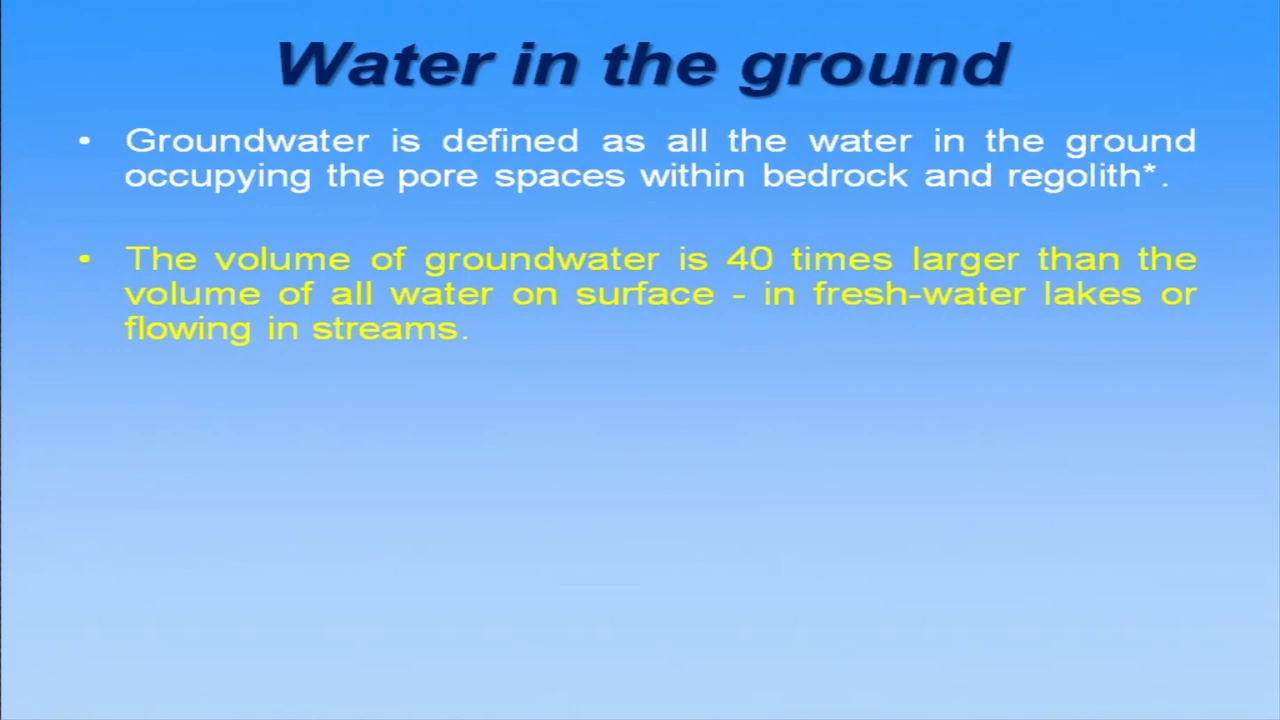 Water in the ground
• Groundwater is defined as all the water in the ground
occupying the pore spaces within bedrock and regolith*.
• The volume of groundwater is 40 times larger than the
volume of all water on surface - in fresh-water lakes or
flowing in streams.